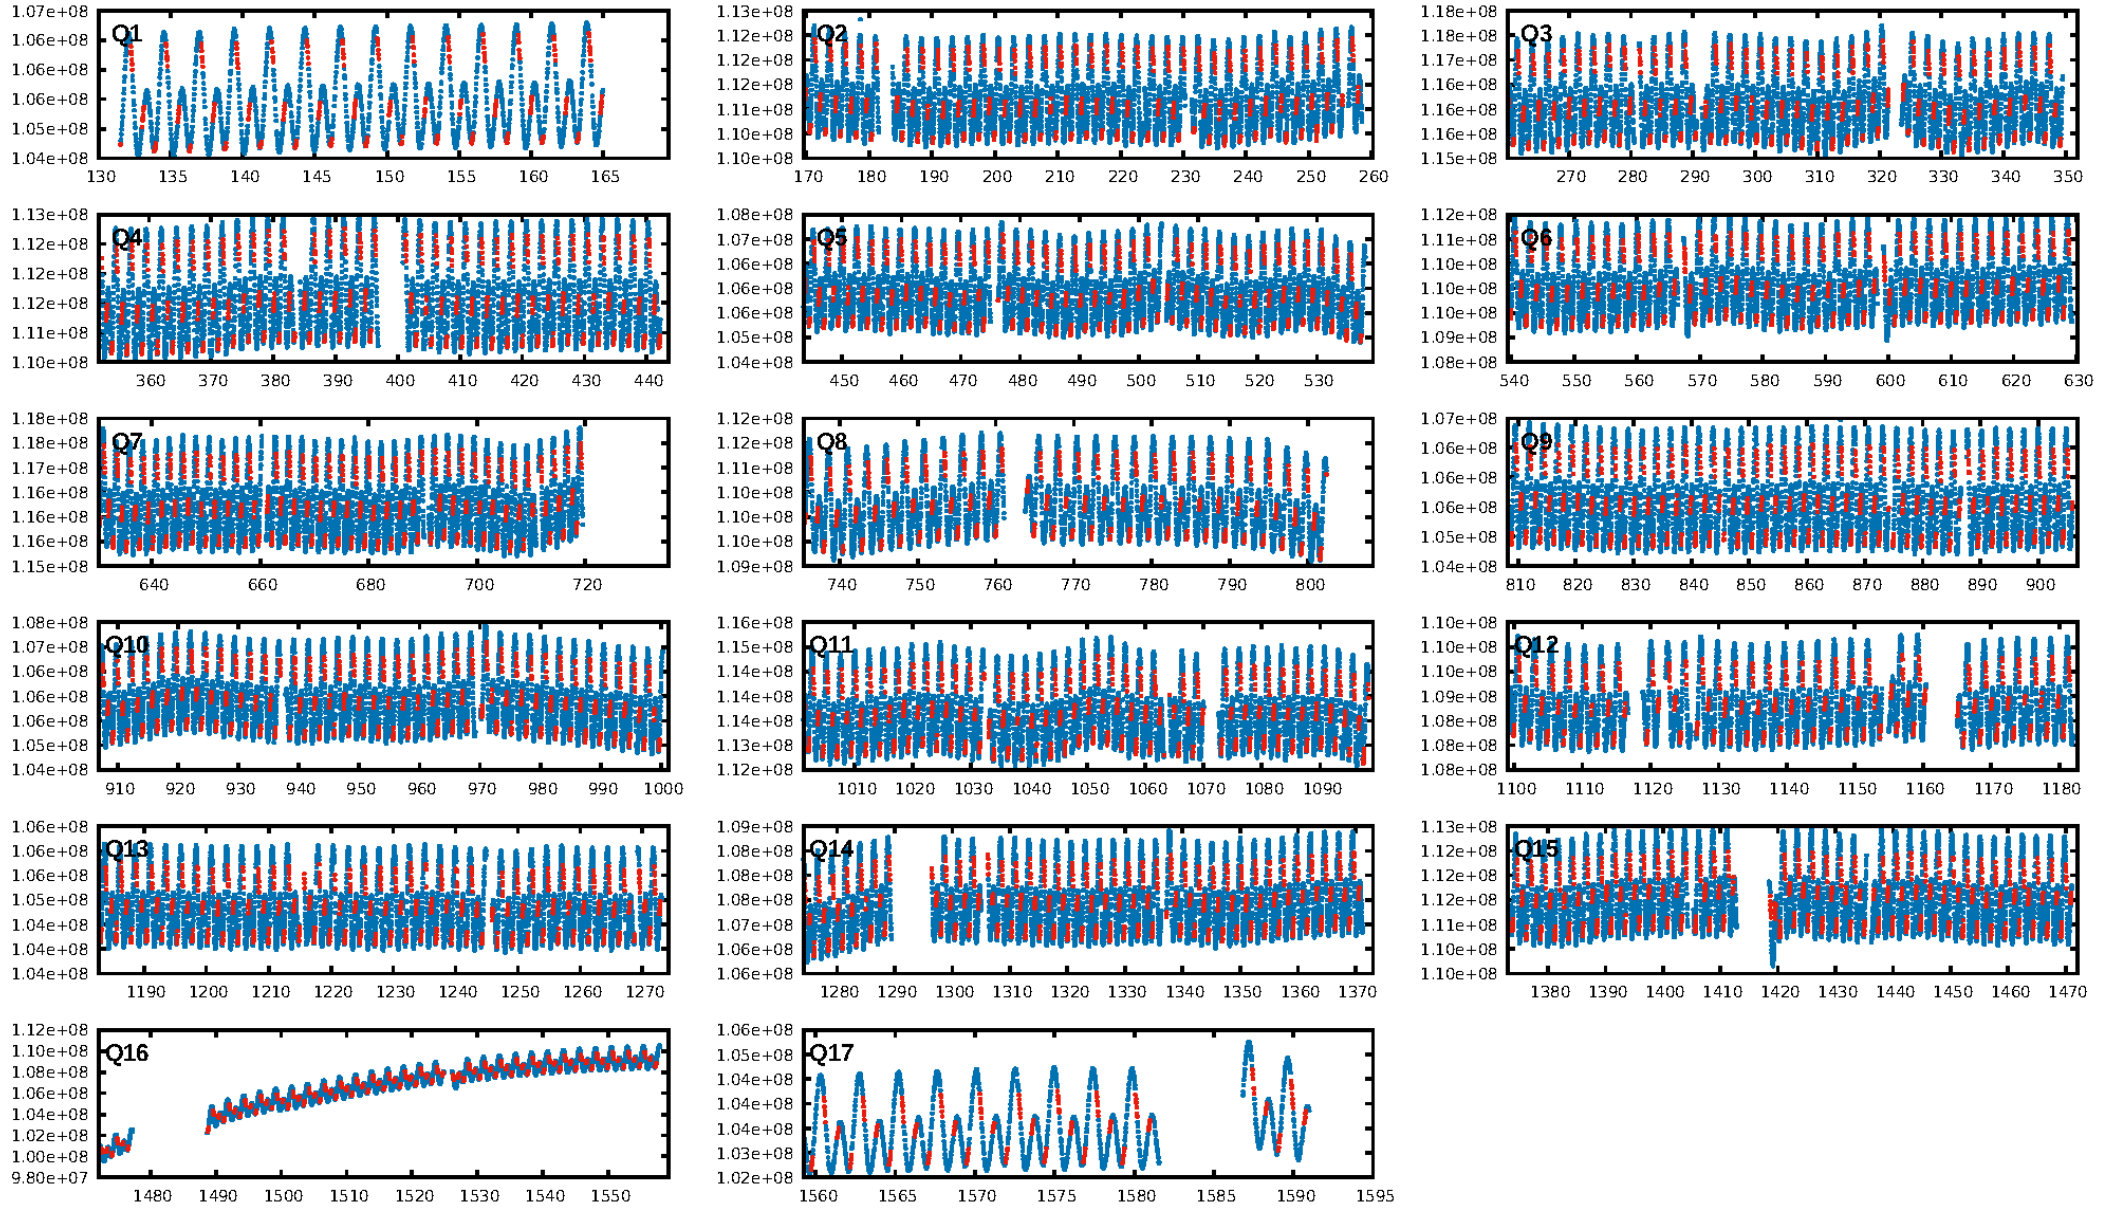 1.07e+08 1.06e+08 1.06e+08 1.06e+08 1.05e+08 1.04e+08
Q1
130 135 140 145 150 155 160 165
1.13e+08 1.12e+08 1.12e+08 1.11e+08 1.10e+08 1.10e+08
Q2
170 180 190 200 210 220 230 240 250 260
1.18e+08 1.18e+08 1.17e+08 1.16e+08 1.16e+08 1.15e+08
Q3
270 280 290 300 310 320 330 340 350
1.13e+08 1.12e+08 1.12e+08 1.12e+08 1.11e+08 1.10e+08
Q4
360 370 380 390 400 410 420 430 440
1.08e+08 1.07e+08 1.06e+08 1.06e+08 1.06e+08 1.05e+08 1.04e+08
Q5
450 460 470 480 490 500 510 520 530
1.12e+08 1.11e+08 1.10e+08 1.10e+08 1.10e+08 1.09e+08 1.08e+08
Q6
540 550 560 570 580 590 600 610 620 630
1.18e+08 1.18e+08 1.17e+08 1.16e+08 1.16e+08 1.16e+08 1.15e+08
Q7
640 660 680 700 720
1.12e+08 1.12e+08 1.11e+08 1.10e+08 1.10e+08 1.10e+08 1.09e+08
Q8
740 750 760 770 780 790 800
1.07e+08 1.06e+08 1.06e+08 1.06e+08 1.05e+08 1.04e+08
Q9
810 820 830 840 850 860 870 880 890 900
1.08e+08 1.07e+08 1.06e+08 1.06e+08 1.06e+08 1.05e+08 1.04e+08
Q10
910 920 930 940 950 960 970 980 990 1000
1.16e+08 1.15e+08 1.14e+08 1.14e+08 1.14e+08 1.13e+08 1.12e+08
Q11
1010 1020 1030 1040 1050 1060 1070 1080 1090
1.10e+08 1.10e+08 1.10e+08 1.09e+08 1.08e+08 1.08e+08 1.08e+08
Q12
1100 1110 1120 1130 1140 1150 1160 1170 1180
1.06e+08 1.06e+08 1.06e+08 1.05e+08 1.04e+08 1.04e+08 1.04e+08
Q13
1190 1200 1210 1220 1230 1240 1250 1260 1270
1.09e+08 1.08e+08 1.08e+08 1.08e+08 1.07e+08 1.06e+08 1.06e+08
Q14
1280 1290 1300 1310 1320 1330 1340 1350 1360 1370
1.13e+08 1.12e+08 1.12e+08 1.12e+08 1.11e+08 1.10e+08 1.10e+08
Q15
1380 1390 1400 1410 1420 1430 1440 1450 1460 1470
1.12e+08 1.10e+08 1.08e+08 1.06e+08 1.04e+08 1.02e+08 1.00e+08 9.80e+07
Q16
1480 1490 1500 1510 1520 1530 1540 1550
1.06e+08 1.05e+08 1.04e+08 1.04e+08 1.04e+08 1.03e+08 1.02e+08
Q17
1560 1565 1570 1575 1580 1585 1590 1595